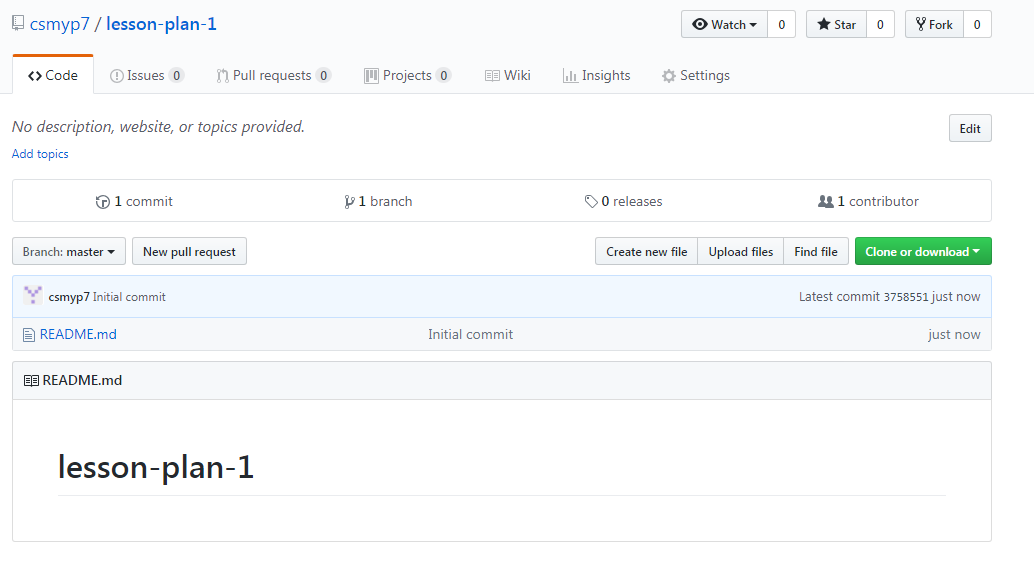 csmyp7 / lesson-plan-1 Watch 0 Star 0 Fork 0
Code Issues 0 Pull requests 0 Projects 0 Wiki Insights Settings
No description, website, or topics provided. Edit
Add topics
1 commit 1 branch 0 releases 1 contributor
Branch: master New pull request Create new file Upload files Find file Clone or download
csmyp7 Initial commit Latest commit 3758551 just now
README.md Initial commit just now
README.md
lesson-plan-1